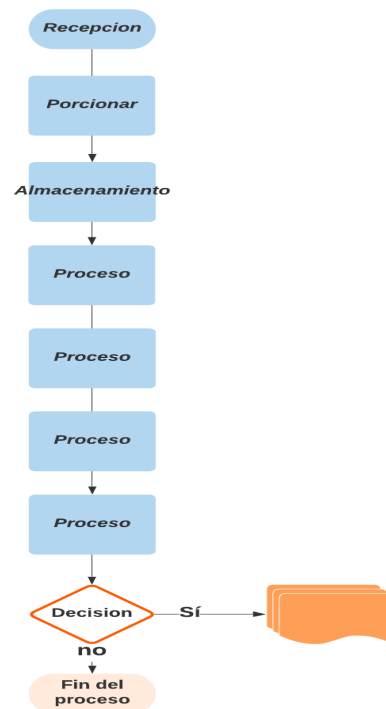 Recepcion
Porcionar
Almacenamiento
Proceso
Proceso
Proceso
Proceso
Decision
Sí
no
Fin del
proceso